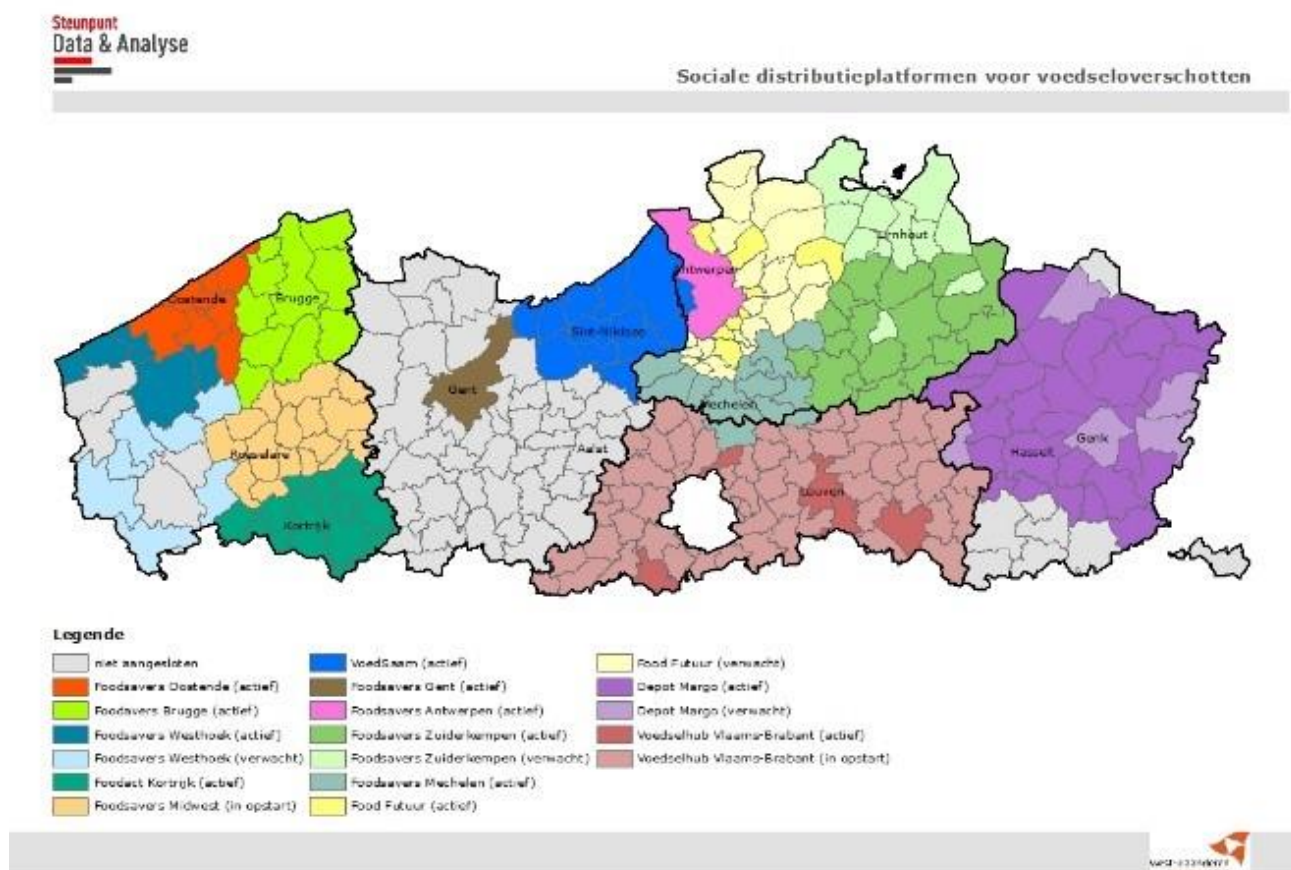 Steunpunt
Data & Analyse
Sociale distributieplatformen voor voedseloverschotten
Oostende
Brugge
Gent
Sint-Niklaas
Antwerpen
Mechelen
Aalst
Roeselare
Kortrijk
Leuven
Hasselt
Genk
Legende
niet aangesloten
Foodsavers Oostende (actief)
Foodavers Brugge (actief)
Foodsavers Westhoek (actief)
Foodsavers Westhoek (verwacht)
Foodact Kortrijk (actief)
Foodsavers Midwest (in opstart)
VoedSaam (actief)
Foodsavers Gent (actief)
Foodsavers Antwerpen (actief)
Foodsavers Zuiderkempen (actief)
Foodsavers Zuiderkempen (verwacht)
Foodsavers Mechelen (actief)
Food Futuur (actief)
Food Futuur (verwacht)
Depot Margo (actief)
Depot Margo (verwacht)
Voedselhub Vlaams-Brabant (actief)
Voedselhub Vlaams-Brabant (in opstart)
west-vlaanderen